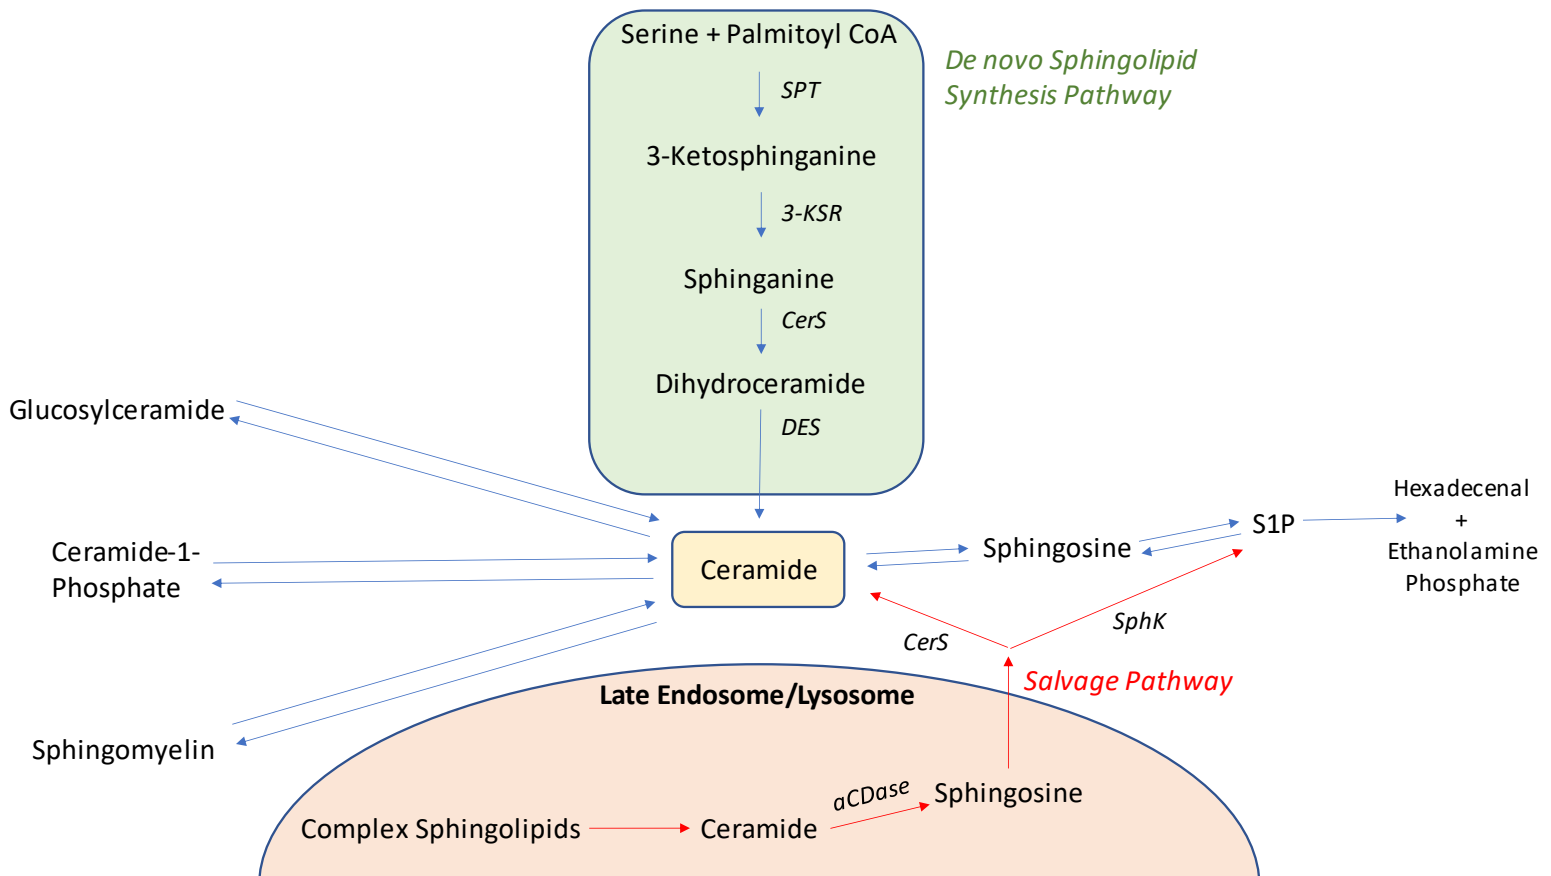 Serine + Palmitoyl CoA
De novo Sphingolipid
Synthesis Pathway
SPT
3-Ketosphinganine
3-KSR
Sphinganine
CerS
Dihydroceramide
DES
Glucosylceramide
Ceramide-1-
Phosphate
Sphingomyelin
Ceramide
Sphingosine
S1P
Hexadecenal
+
Ethanolamine
Phosphate
CerS
SphK
Salvage Pathway
Late Endosome/Lysosome
Complex Sphingolipids
Ceramide
aCDase
Sphingosine